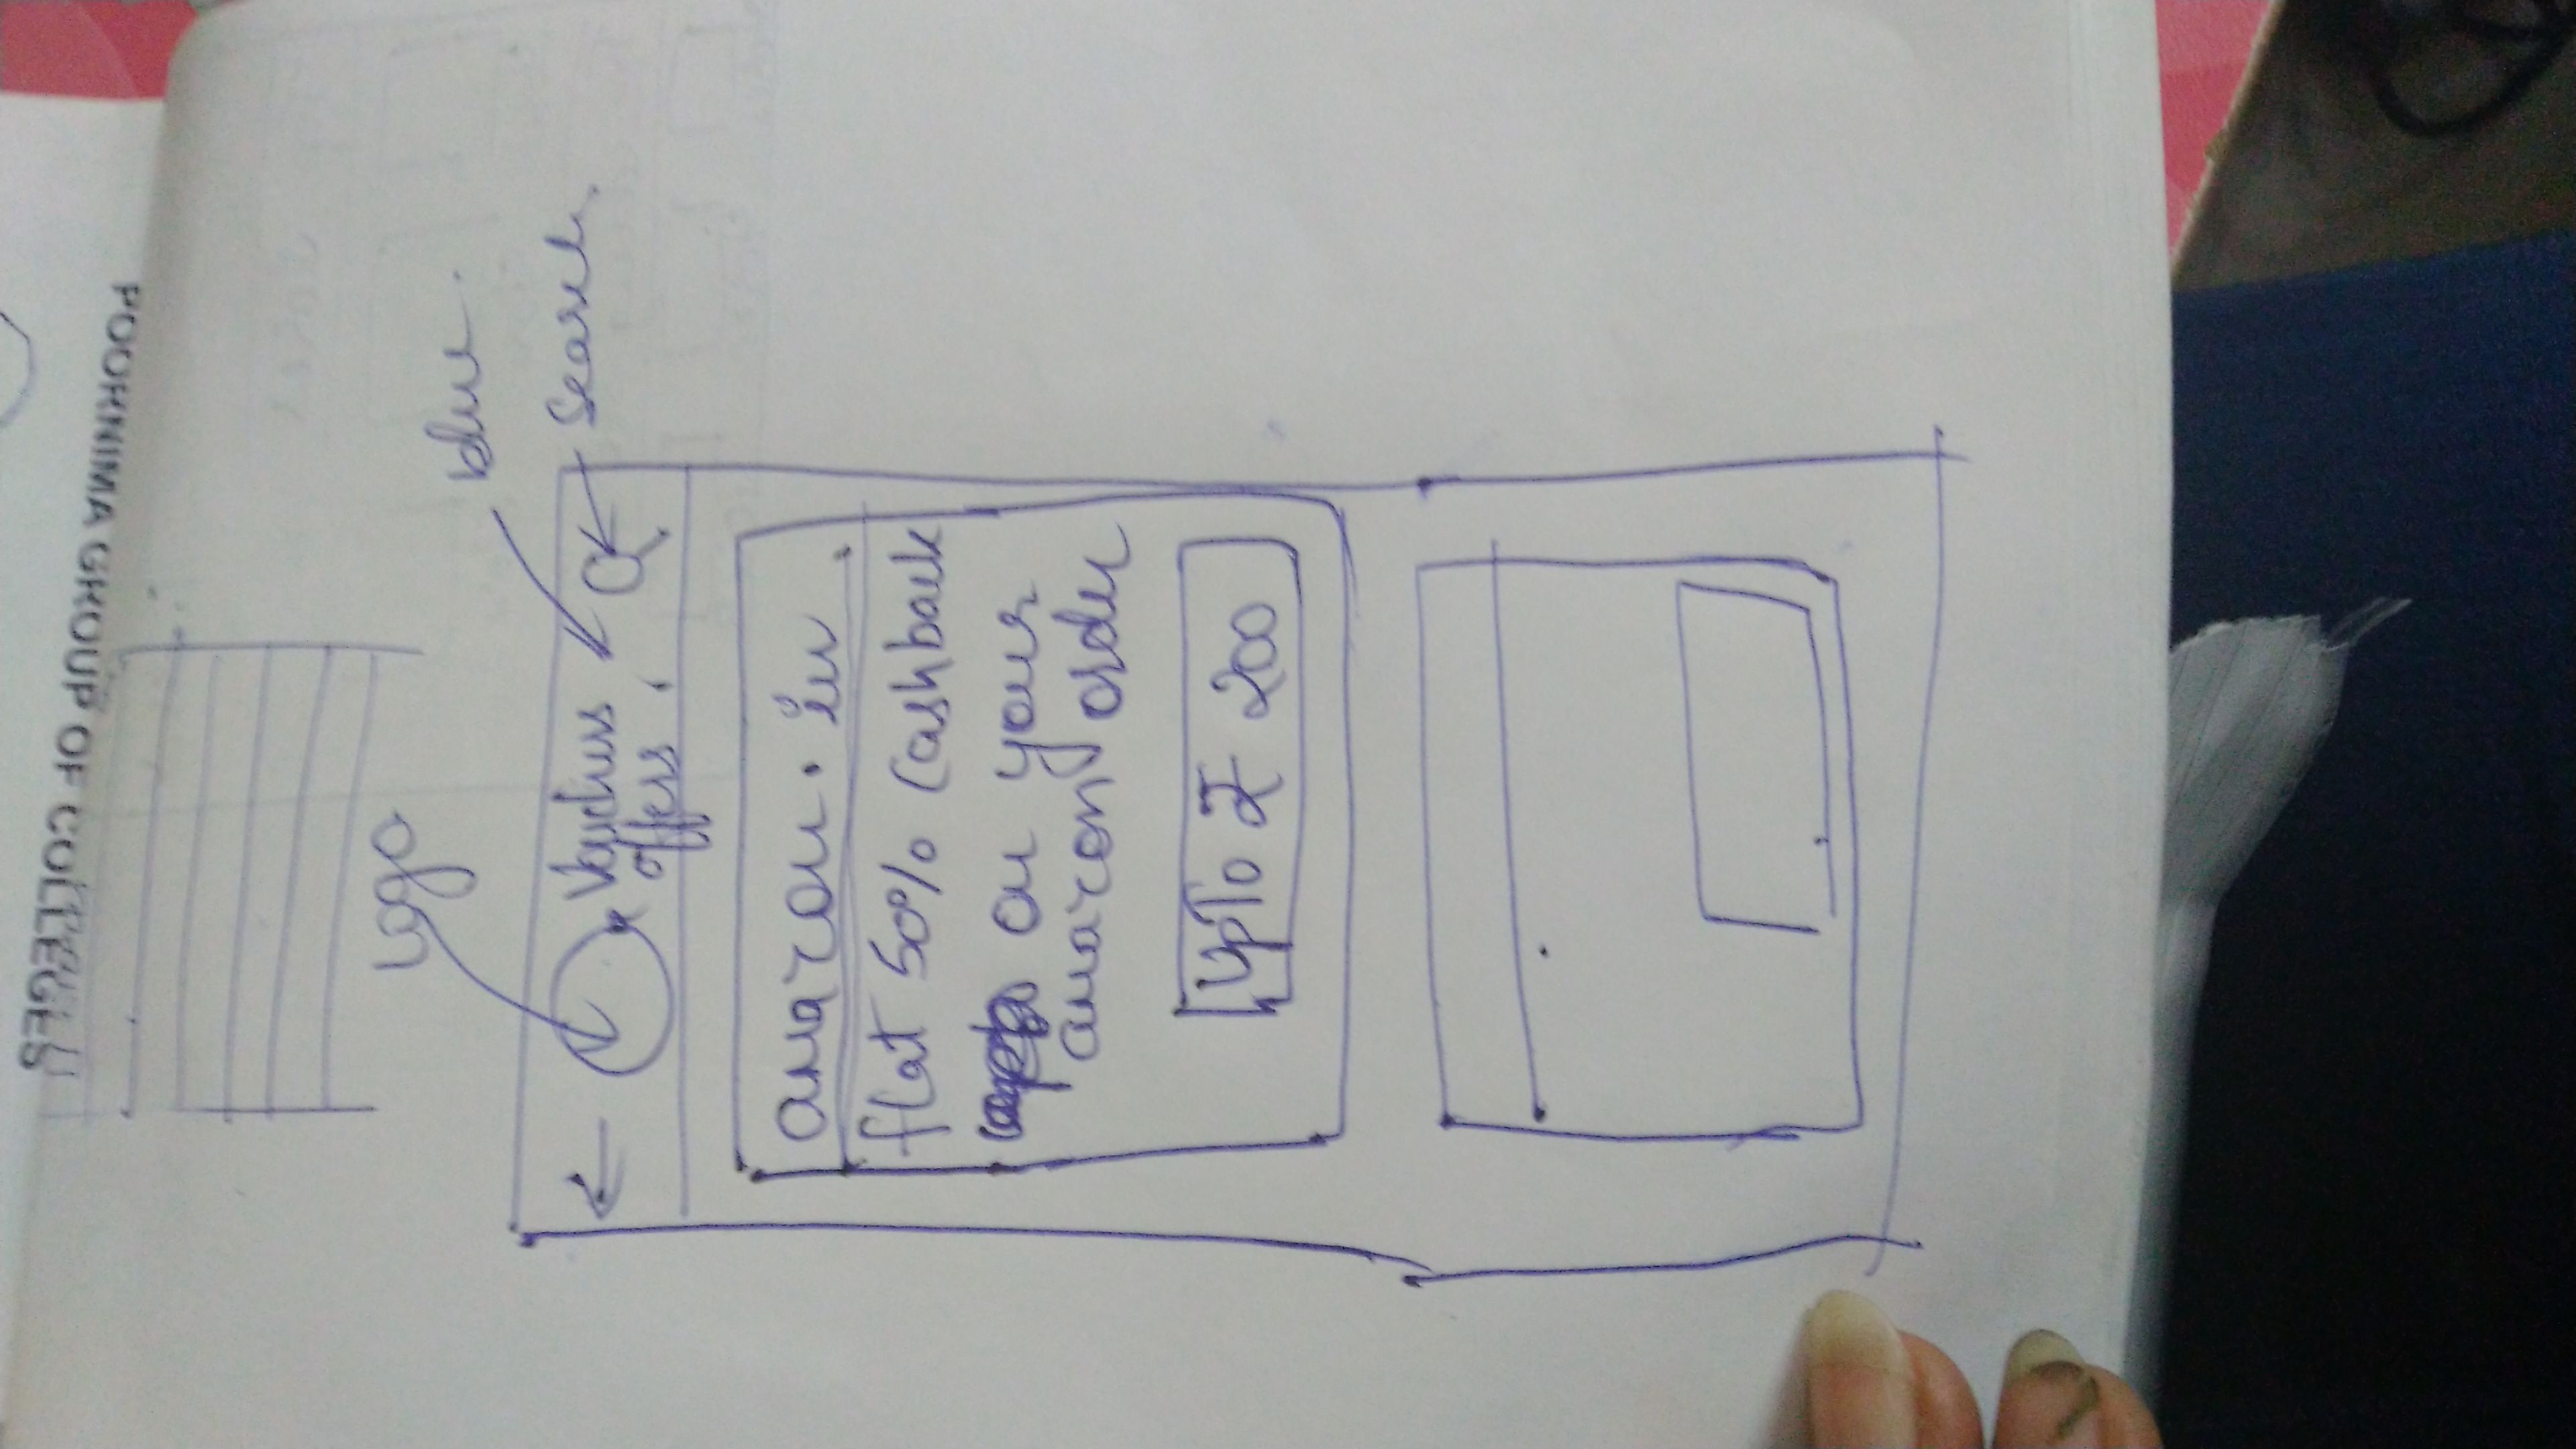 POORNIMA GROUP OF COLLEGES
Logo
blue.
Search
Vouchers
offers
amazon.in
flat 50% Cashback
on your
amazon order
UpTo ₹ 200